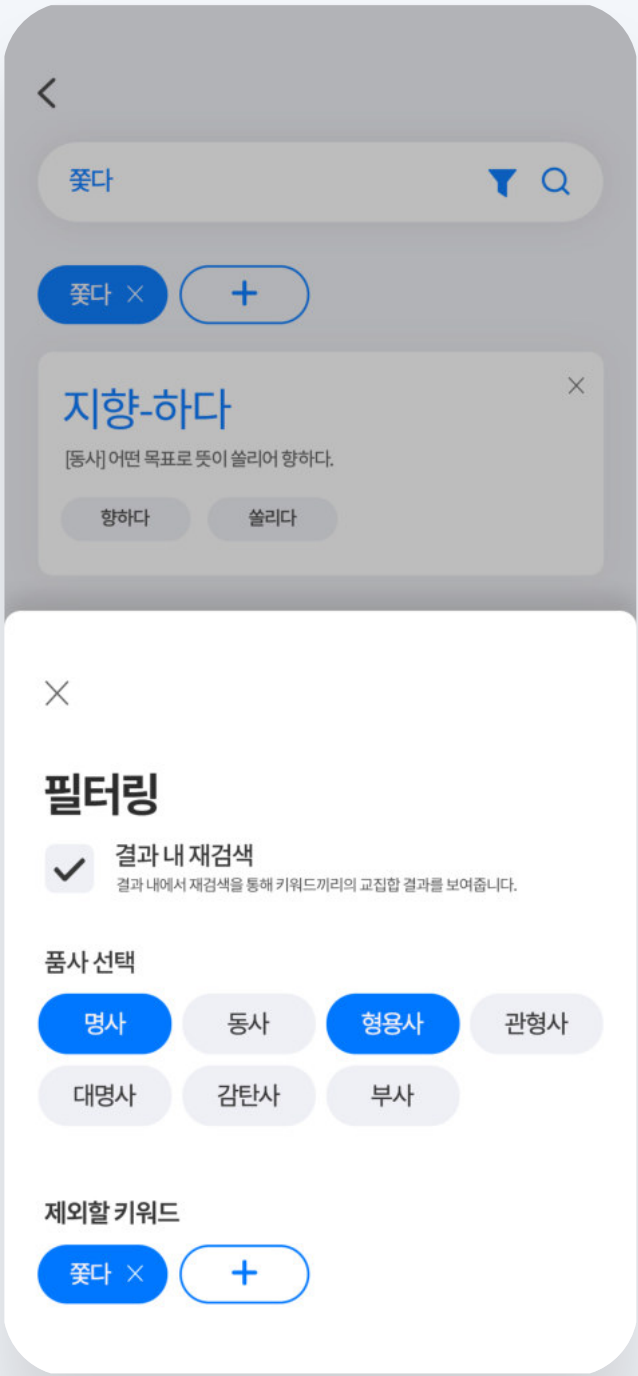 쫓다
쫓다
지향-하다
[동사] 어떤 목표로 뜻이 쏠리어 향하다.
향하다 쏠리다
필터링
결과 내 재검색
결과 내에서 재검색을 통해 키워드끼리의 교집합 결과를 보여줍니다.
품사 선택
명사 동사 형용사 관형사
대명사 감탄사 부사
제외할 키워드
쫓다